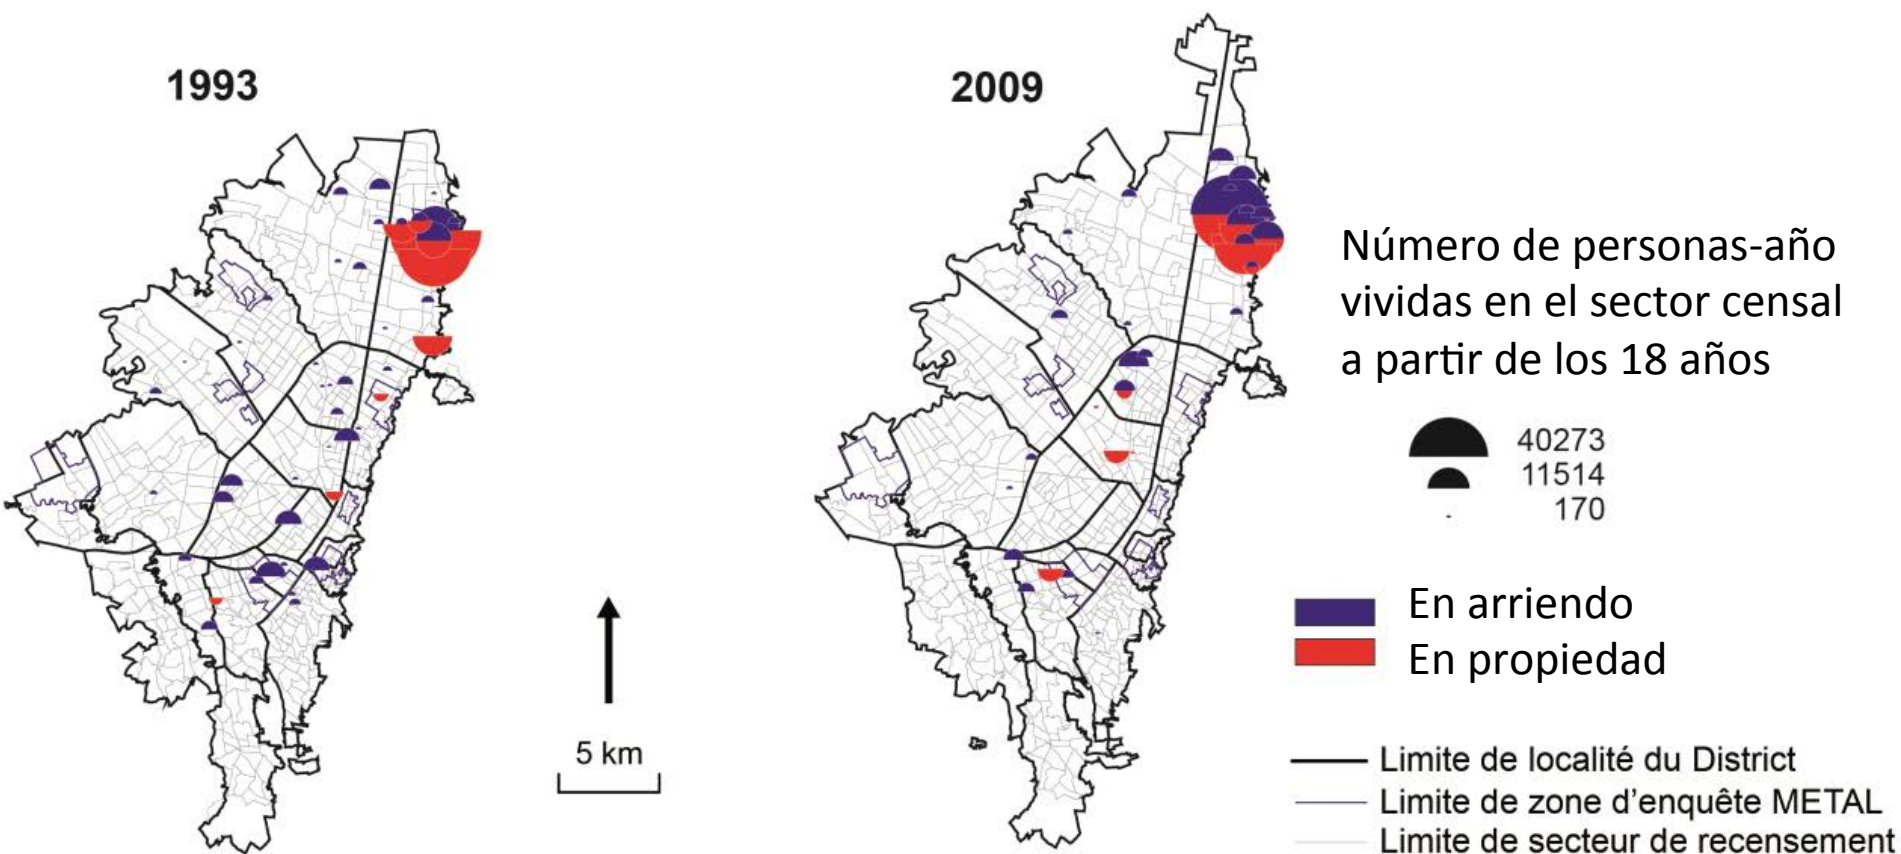 1993
2009
Número de personas-año
vividas en el sector censal
a partir de los 18 años
40273
11514
170
En arriendo
En propiedad
5 km
Limite de localité du District
Limite de zone d’enquête METAL
Limite de secteur de recensement